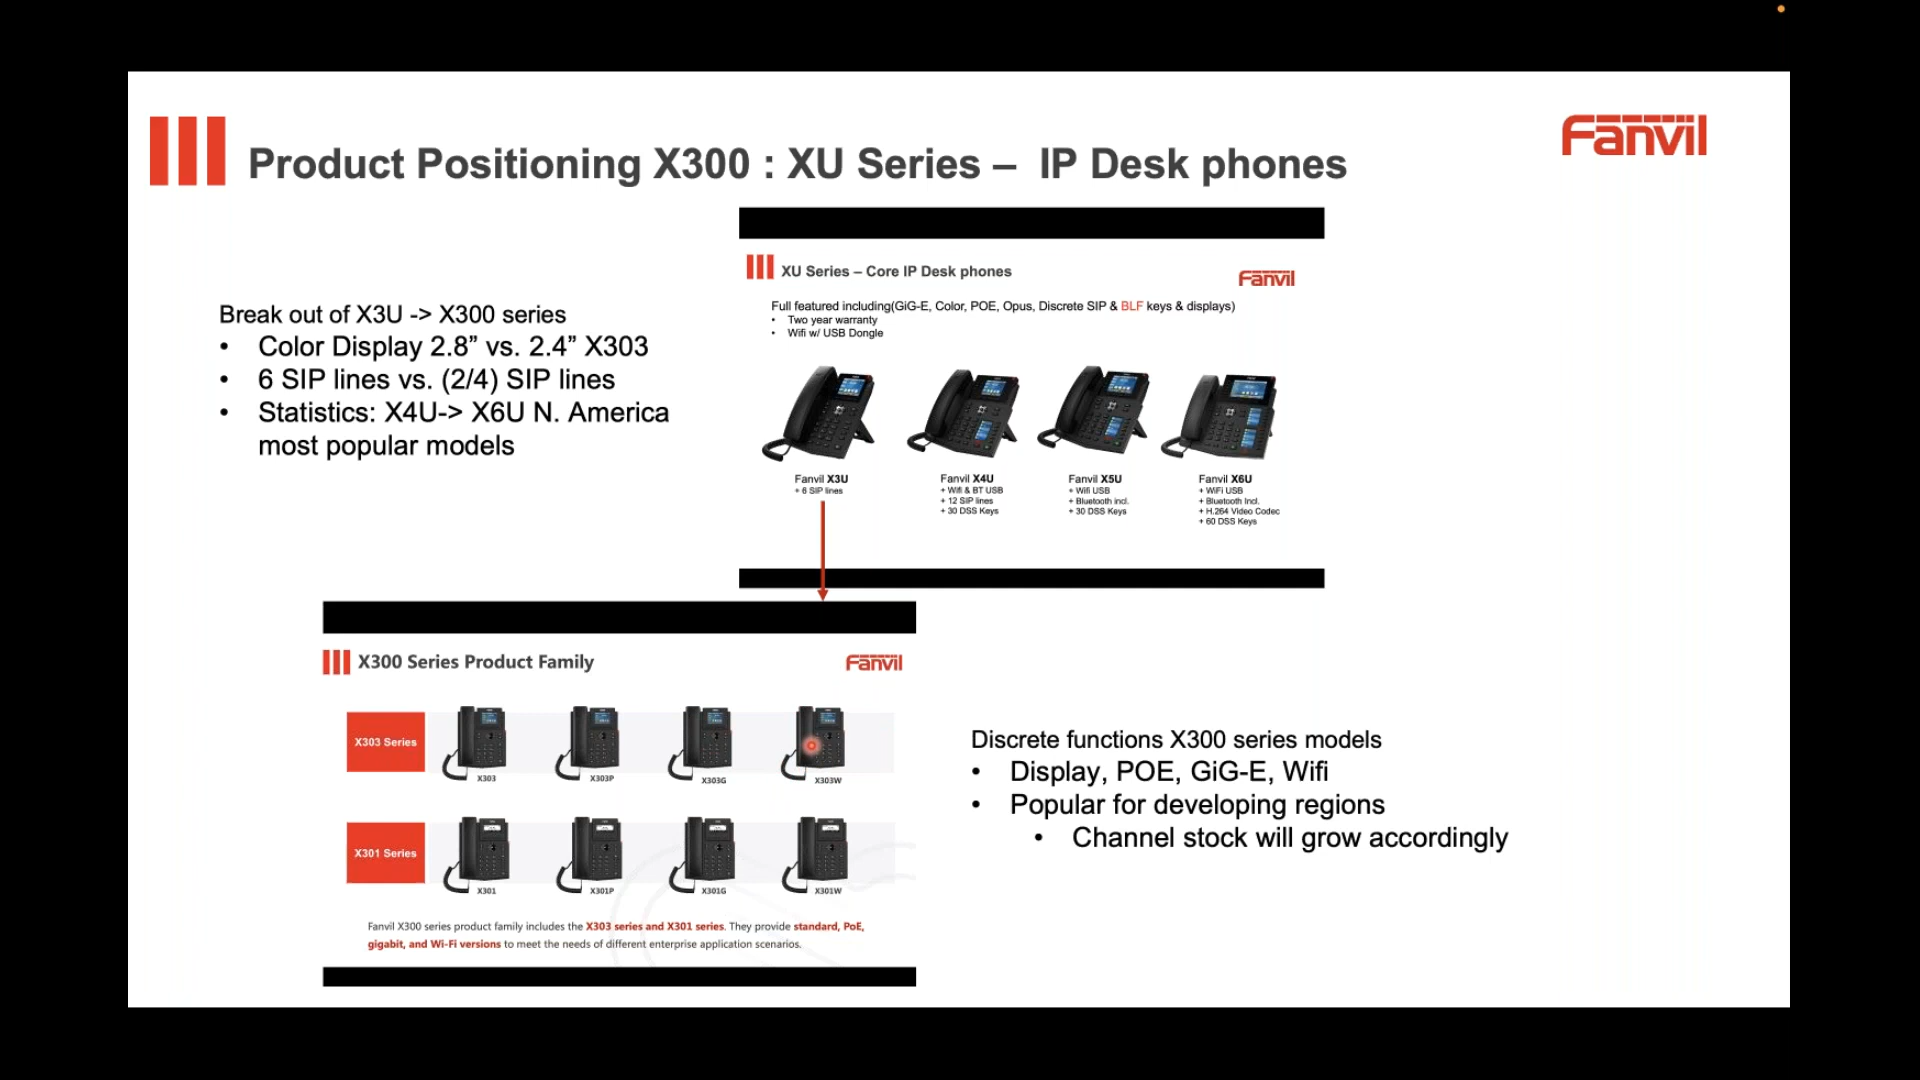 Product Positioning X300 : XU Series – IP Desk phones
Fanvil
Break out of X3U -> X300 series
• Color Display 2.8” vs. 2.4” X303
• 6 SIP lines vs. (2/4) SIP lines
• Statistics: X4U-> X6U N. America
most popular models
XU Series – Core IP Desk phones
Fanvil
Full featured including(GiG-E, Color, POE, Opus, Discrete SIP & BLF keys & displays)
• Two year warranty
• Wifi w/ USB Dongle
Fanvil X3U
+ 6 SIP lines
Fanvil X4U
+ Wifi & BT USB
+ 12 SIP lines
+ 30 DSS Keys
Fanvil X5U
+ Wifi USB
+ Bluetooth incl.
+ 30 DSS Keys
Fanvil X6U
+ WiFi USB
+ Bluetooth Incl.
+ H.264 Video Codec
+ 60 DSS Keys
X300 Series Product Family
Fanvil
X303 Series
X303
X303P
X303G
X303W
X301 Series
X301
X301P
X301G
X301W
Fanvil X300 series product family includes the X303 series and X301 series. They provide standard, PoE,
gigabit, and Wi-Fi versions to meet the needs of different enterprise application scenarios.
Discrete functions X300 series models
• Display, POE, GiG-E, Wifi
• Popular for developing regions
• Channel stock will grow accordingly